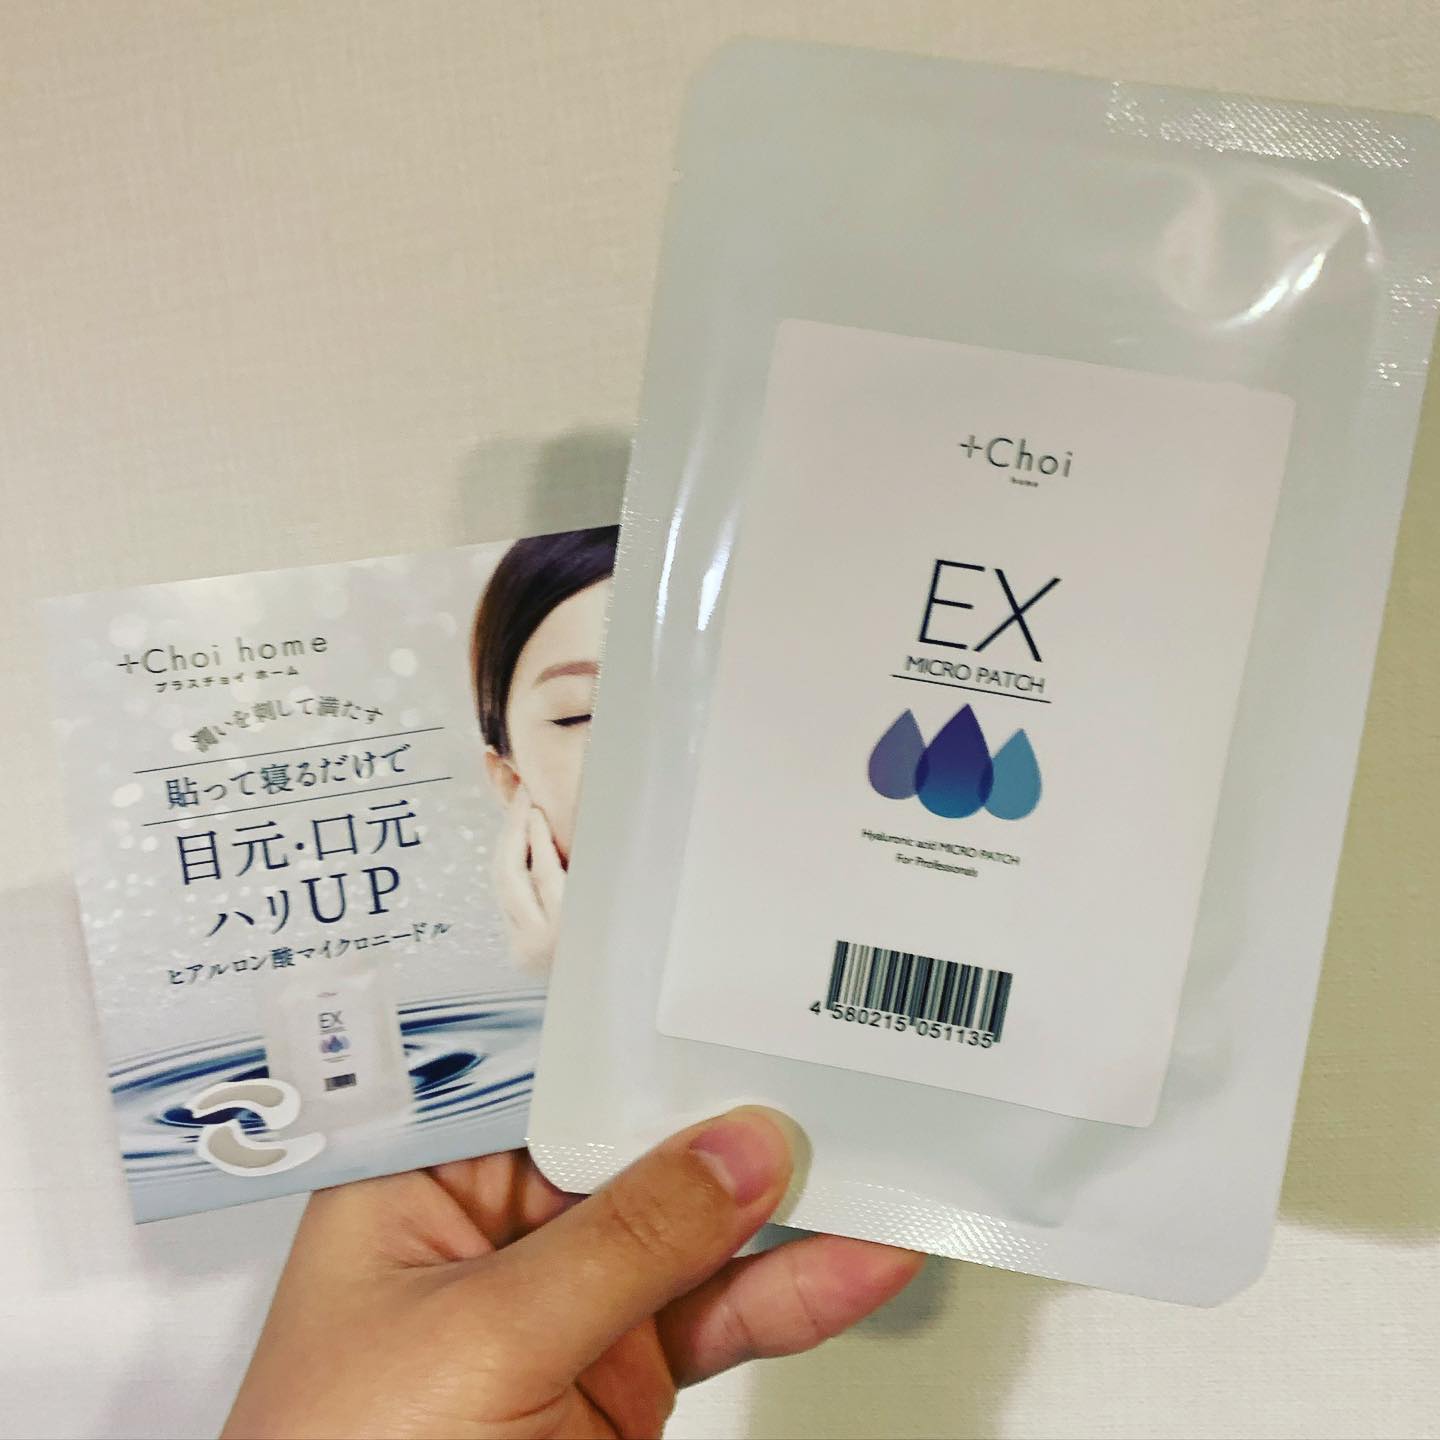 +Choi home
プラスチョイ ホーム
潤いを刺して満たす
貼って寝るだけで
目元・口元
ハリUP
ヒアルロン酸マイクロニードル
EX
+Choi
home
EX
MICRO PATCH
Hyaluronic acid MICRO PATCH
For Professionals
4 580215 051135